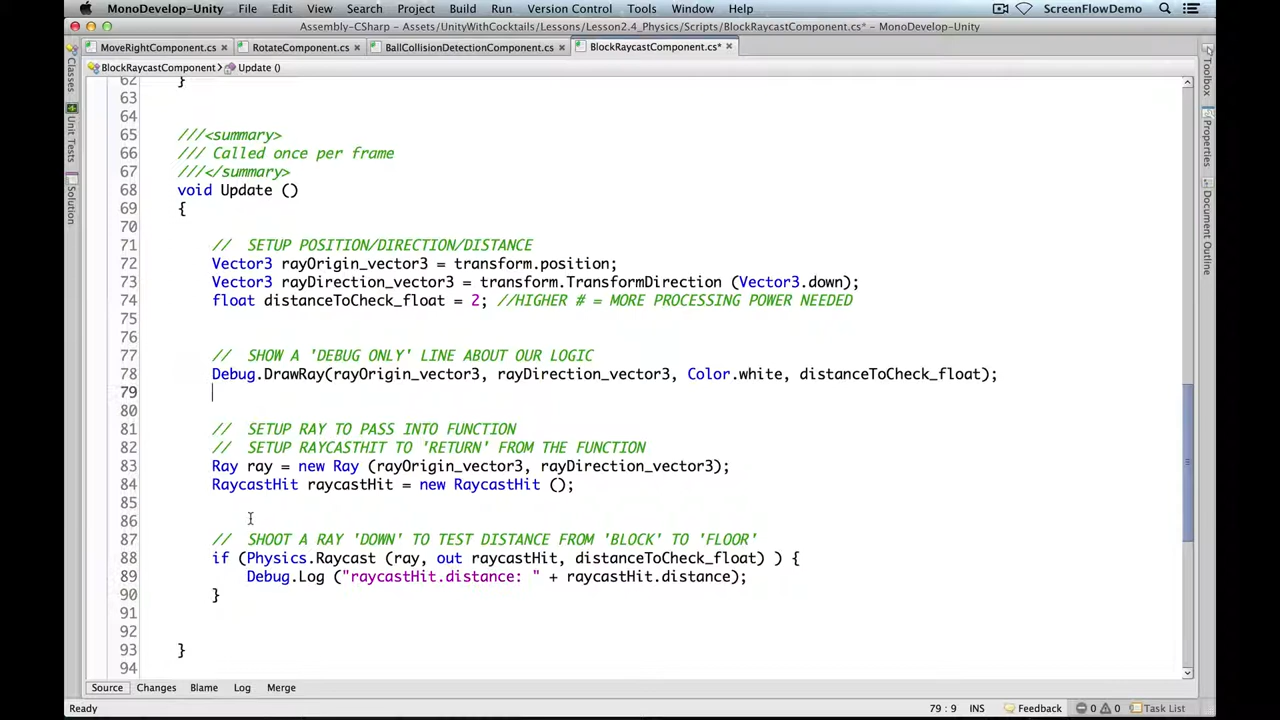 MonoDevelop-Unity File Edit View Search Project Build Run Version Control Tools Window Help ScreenFlowDemo
Assembly-CSharp - Assets/UnityWithCocktails/Lessons/Lesson2.4_Physics/Scripts/BlockRaycastComponent.cs* - MonoDevelop-Unity
MoveRightComponent.cs × RotateComponent.cs × BallCollisionDetectionComponent.cs × BlockRaycastComponent.cs* ×
BlockRaycastComponent > Update ()
Classes
Unit Tests
Solution
Toolbox
Properties
Document Outline
62 }
63
64
65 ///<summary>
66 /// Called once per frame
67 ///</summary>
68 void Update ()
69 {
70
71 // SETUP POSITION/DIRECTION/DISTANCE
72 Vector3 rayOrigin_vector3 = transform.position;
73 Vector3 rayDirection_vector3 = transform.TransformDirection (Vector3.down);
74 float distanceToCheck_float = 2; //HIGHER # = MORE PROCESSING POWER NEEDED
75
76
77 // SHOW A 'DEBUG ONLY' LINE ABOUT OUR LOGIC
78 Debug.DrawRay(rayOrigin_vector3, rayDirection_vector3, Color.white, distanceToCheck_float);
79
80
81 // SETUP RAY TO PASS INTO FUNCTION
82 // SETUP RAYCASTHIT TO 'RETURN' FROM THE FUNCTION
83 Ray ray = new Ray (rayOrigin_vector3, rayDirection_vector3);
84 RaycastHit raycastHit = new RaycastHit ();
85
86
87 // SHOOT A RAY 'DOWN' TO TEST DISTANCE FROM 'BLOCK' TO 'FLOOR'
88 if (Physics.Raycast (ray, out raycastHit, distanceToCheck_float) ) {
89 Debug.Log ("raycastHit.distance: " + raycastHit.distance);
90 }
91
92
93 }
94
Source Changes Blame Log Merge
Ready 79 : 9 INS Feedback 0 0 Task List